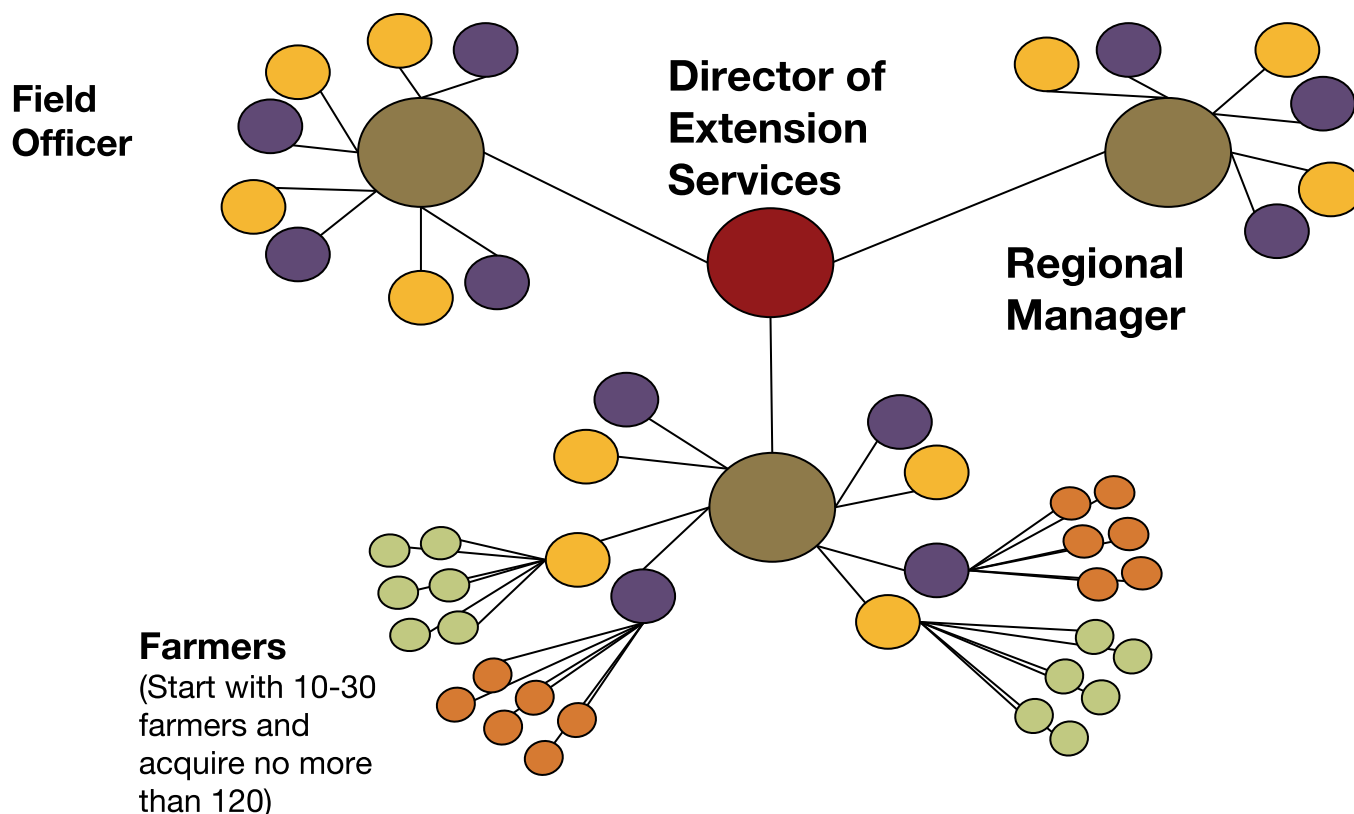 Field
Officer
Director of
Extension
Services
Regional
Manager
Farmers
(Start with 10-30
farmers and
acquire no more
than 120)